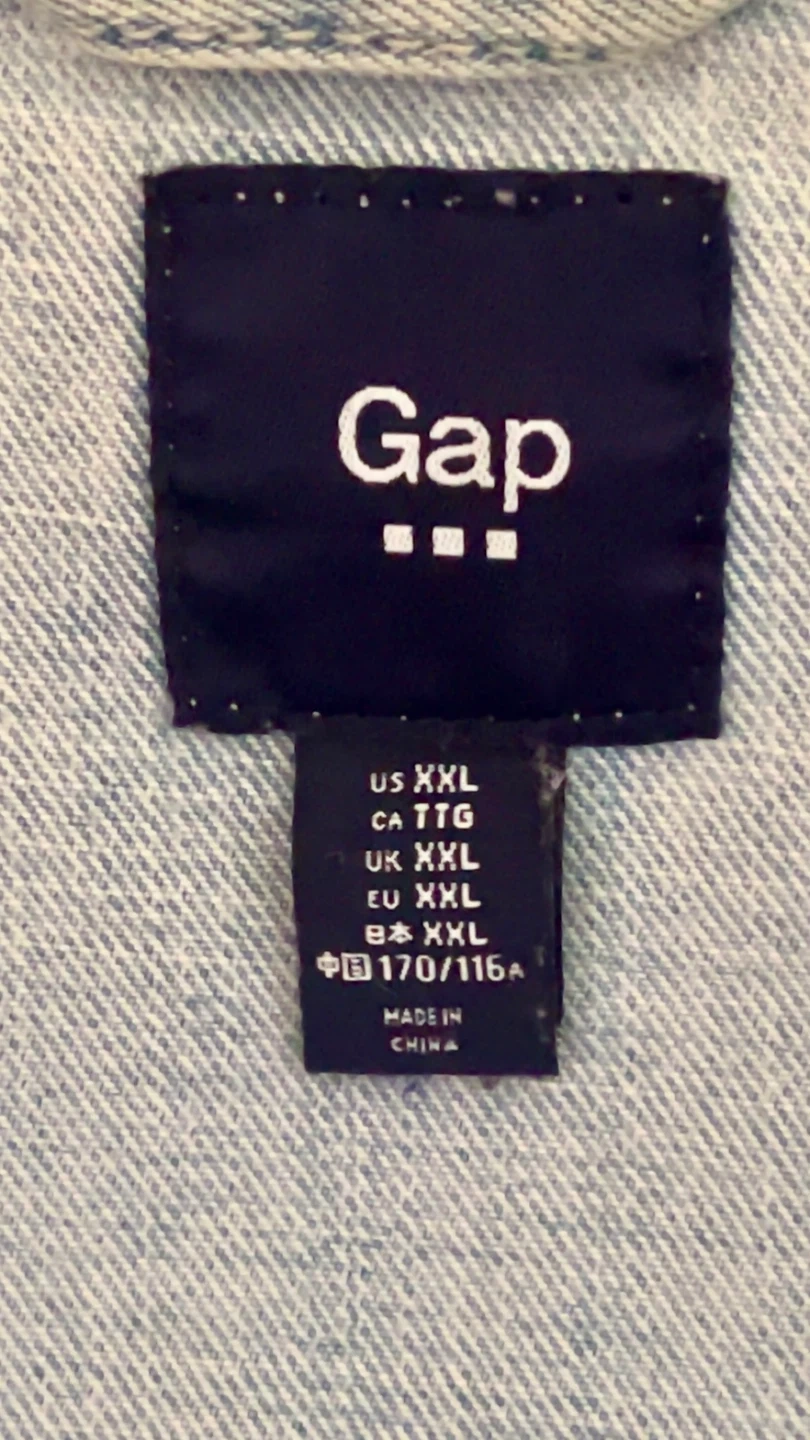 Gap
US XXL
CA TTG
UK XXL
EU XXL
日本 XXL
中国 170/116A
MADE IN
CHINA